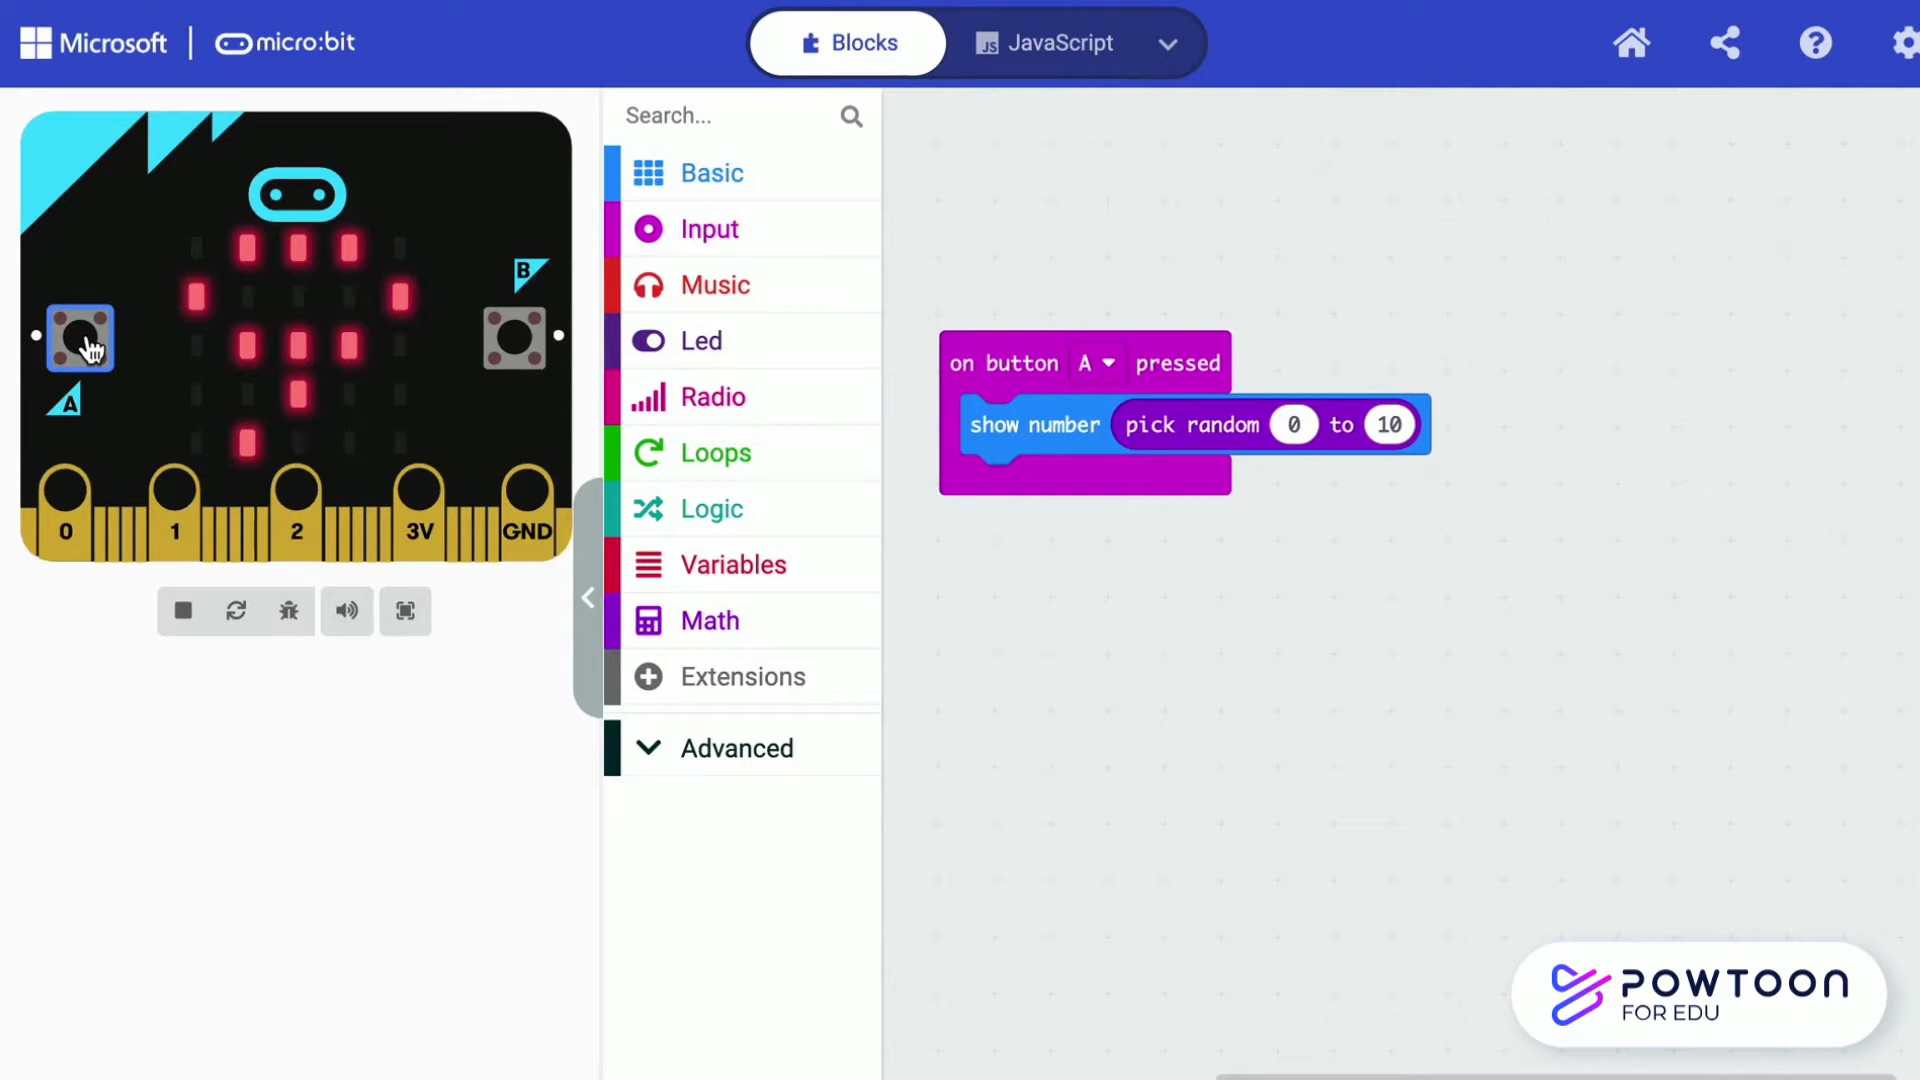 Microsoft
micro:bit
Blocks
JS JavaScript
?
Search...
Basic
Input
Music
Led
Radio
Loops
Logic
Variables
Math
Extensions
Advanced
A
B
0 1 2 3V GND
on button A pressed
show number pick random 0 to 10
POWTOON
FOR EDU